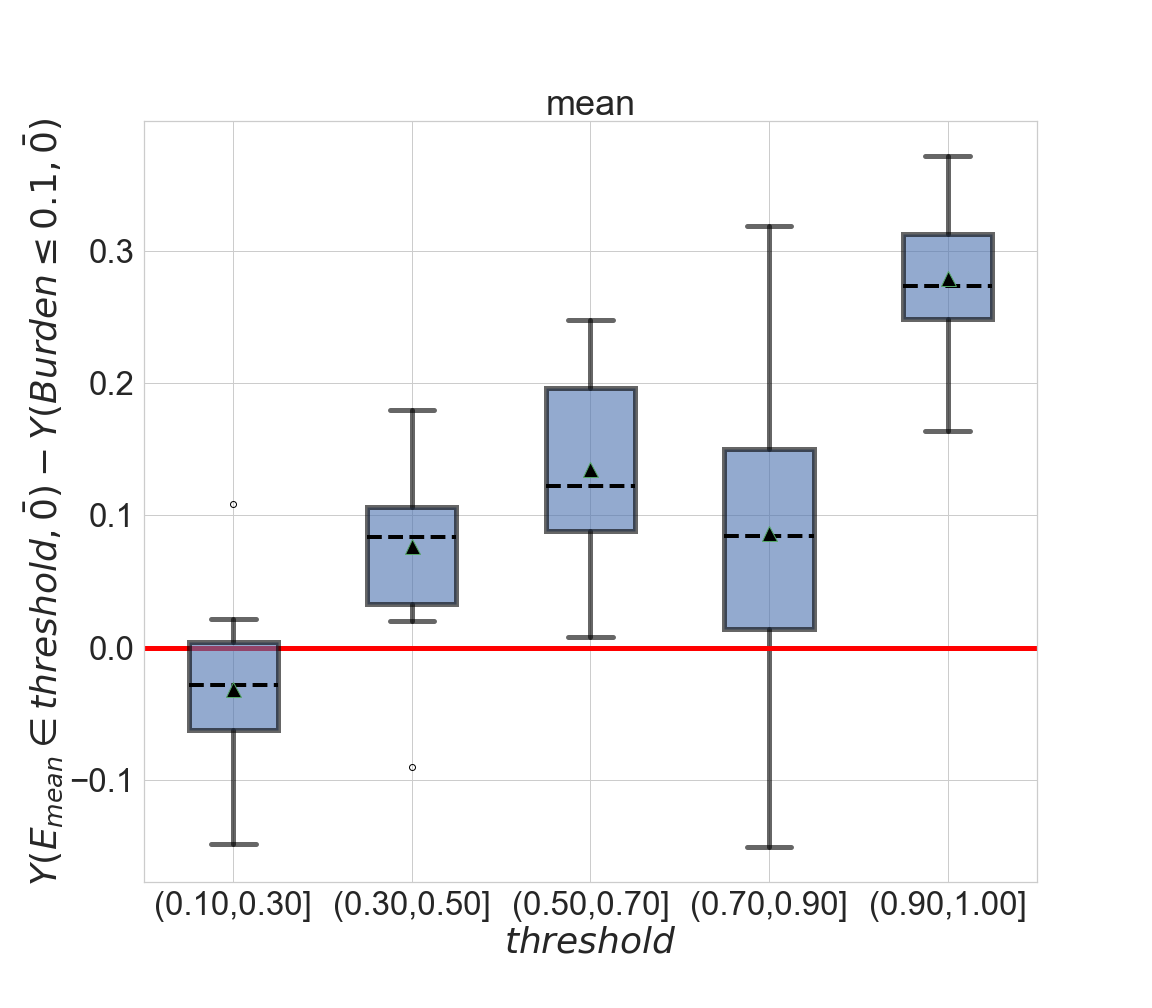 mean
Y(E_mean ∈ threshold, 0̄) − Y(Burden ≤ 0.1, 0̄)
0.3
0.2
0.1
0.0
−0.1
(0.10,0.30] (0.30,0.50] (0.50,0.70] (0.70,0.90] (0.90,1.00]
threshold